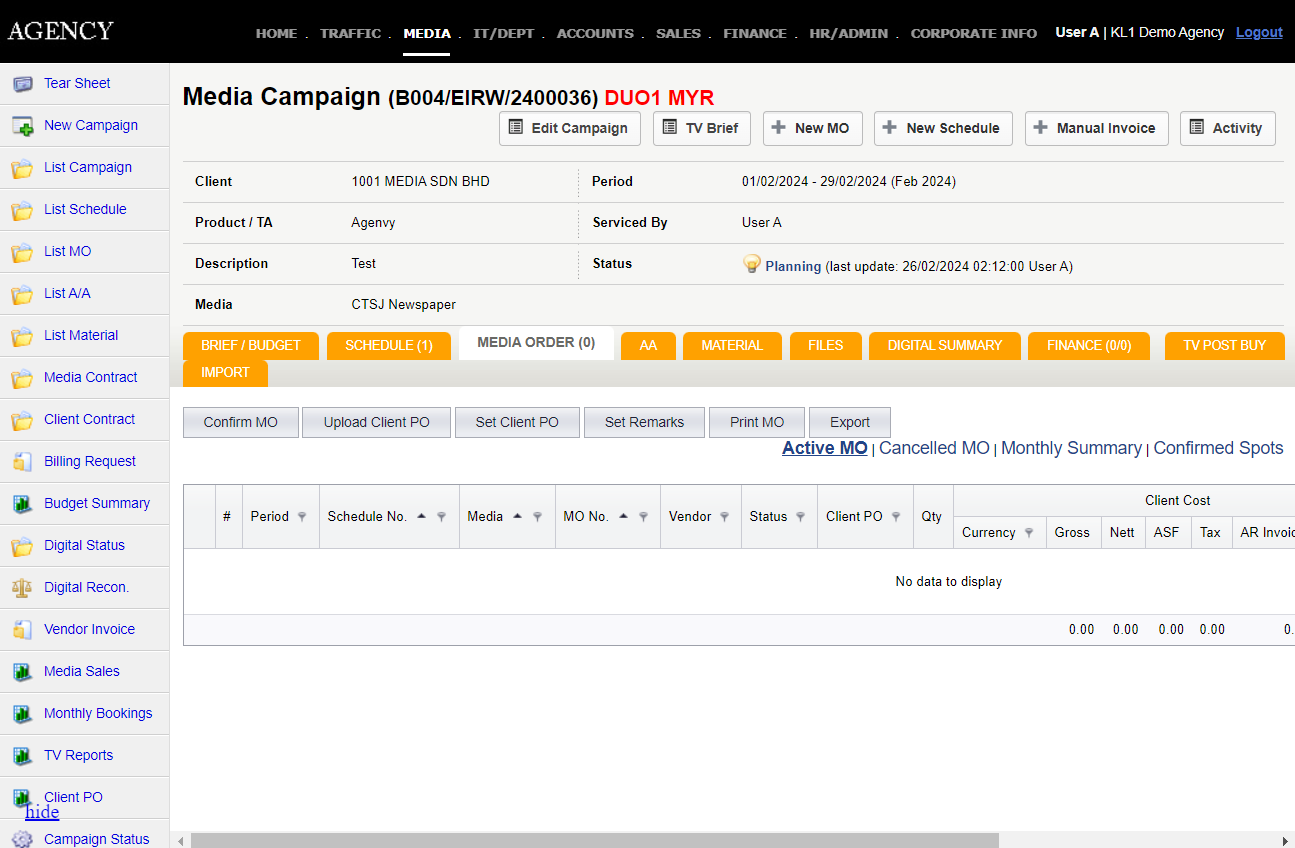 AGENCY
HOME . TRAFFIC . MEDIA . IT/DEPT . ACCOUNTS . SALES . FINANCE . HR/ADMIN . CORPORATE INFO
User A | KL1 Demo Agency Logout
Tear Sheet
New Campaign
List Campaign
List Schedule
List MO
List A/A
List Material
Media Contract
Client Contract
Billing Request
Budget Summary
Digital Status
Digital Recon.
Vendor Invoice
Media Sales
Monthly Bookings
TV Reports
Client PO
hide
Campaign Status
Media Campaign (B004/EIRW/2400036) DUO1 MYR
Edit Campaign TV Brief New MO New Schedule Manual Invoice Activity
Client 1001 MEDIA SDN BHD Period 01/02/2024 - 29/02/2024 (Feb 2024)
Product / TA Agenvy Serviced By User A
Description Test Status Planning (last update: 26/02/2024 02:12:00 User A)
Media CTSJ Newspaper
BRIEF / BUDGET SCHEDULE (1) MEDIA ORDER (0) AA MATERIAL FILES DIGITAL SUMMARY FINANCE (0/0) TV POST BUY
IMPORT
Confirm MO Upload Client PO Set Client PO Set Remarks Print MO Export
Active MO | Cancelled MO | Monthly Summary | Confirmed Spots
Client Cost
# Period Schedule No. Media MO No. Vendor Status Client PO Qty
Currency Gross Nett ASF Tax AR Invoic
No data to display
0.00 0.00 0.00 0.00 0.